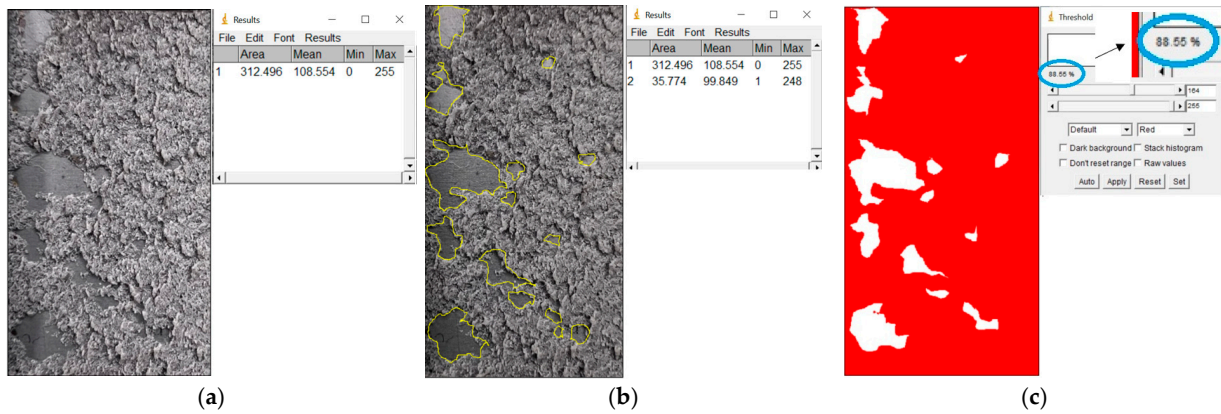 Results
File Edit Font Results
Area Mean Min Max
1 312.496 108.554 0 255
(a)
Results
File Edit Font Results
Area Mean Min Max
1 312.496 108.554 0 255
2 35.774 99.849 1 248
(b)
Threshold
88.55 %
88.55 %
164
255
Default Red
Dark background Stack histogram
Don't reset range Raw values
Auto Apply Reset Set
(c)